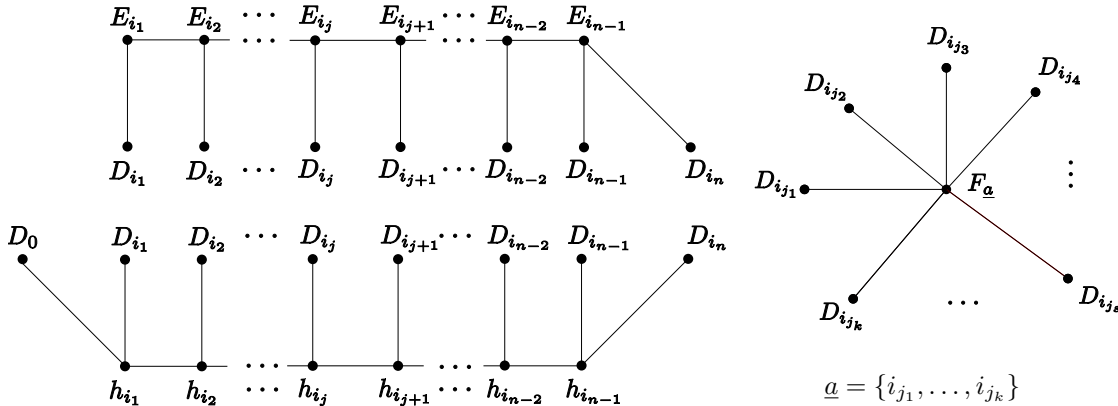 E_{i_1} E_{i_2} ··· E_{i_j} E_{i_{j+1}} ··· E_{i_{n-2}} E_{i_{n-1}}
··· ···
D_{i_1} D_{i_2} ··· D_{i_j} D_{i_{j+1}} ··· D_{i_{n-2}} D_{i_{n-1}} D_{i_n}
D_0 D_{i_1} D_{i_2} ··· D_{i_j} D_{i_{j+1}} ··· D_{i_{n-2}} D_{i_{n-1}} D_{i_n}
··· ···
h_{i_1} h_{i_2} ··· h_{i_j} h_{i_{j+1}} ··· h_{i_{n-2}} h_{i_{n-1}}
D_{i_{j_3}}
D_{i_{j_2}} D_{i_{j_4}}
D_{i_{j_1}} F_{\underline{a}} ⋮
D_{i_{j_k}} ··· D_{i_{j_s}}
\underline{a} = {i_{j_1}, . . . , i_{j_k}}